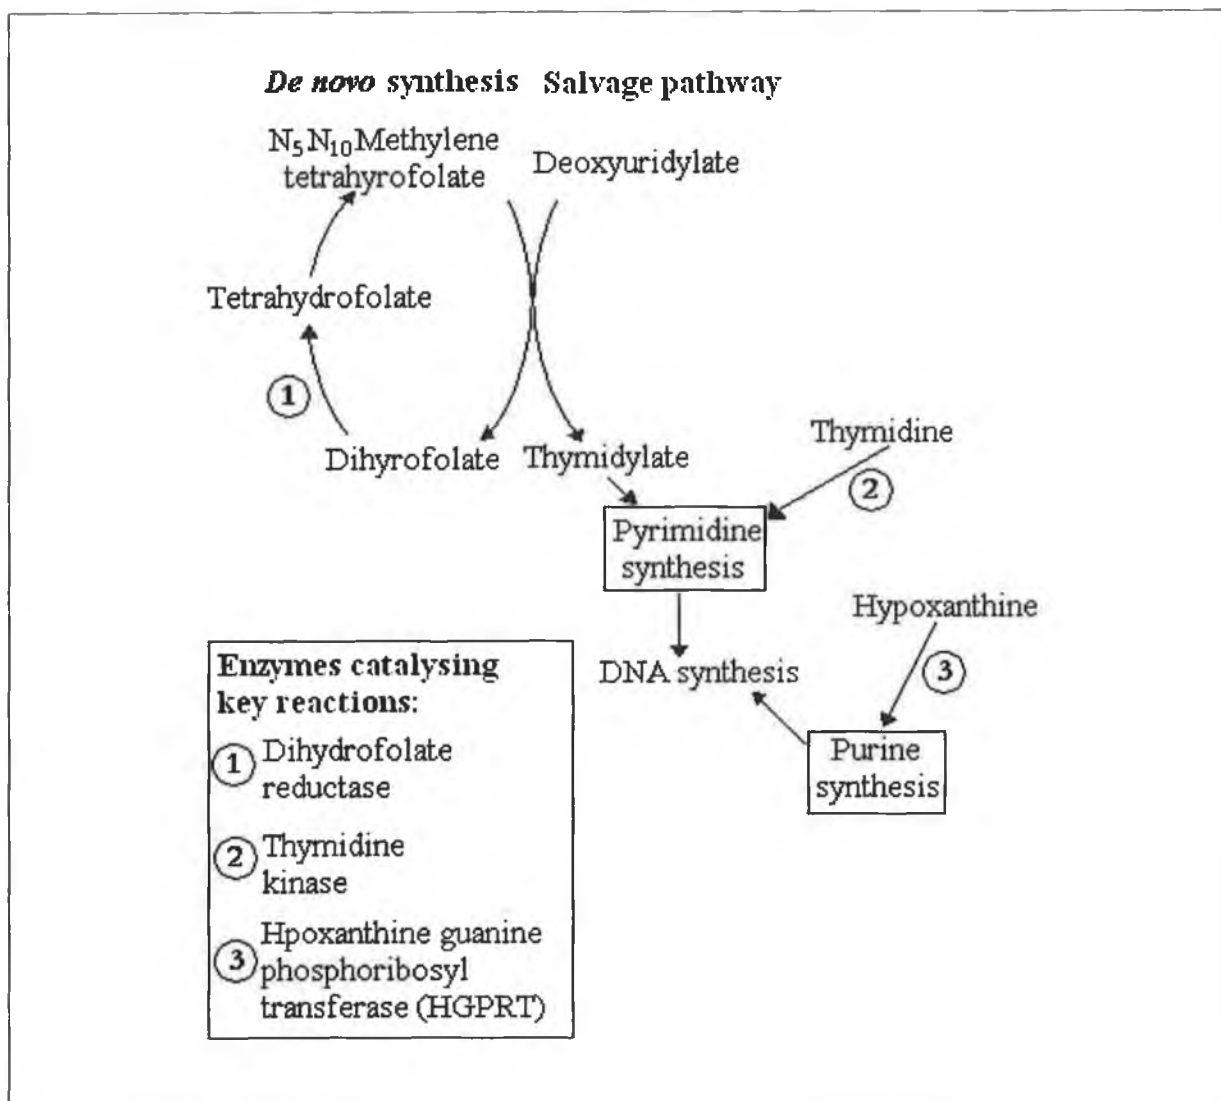 De novo synthesis Salvage pathway
N5N10Methylene
tetrahyrofolate
Deoxyuridylate
Tetrahydrofolate
1
Dihyrofolate
Thymidylate
Thymidine
2
Pyrimidine
synthesis
Hypoxanthine
3
DNA synthesis
Purine
synthesis
Enzymes catalysing
key reactions:
1 Dihydrofolate
reductase
2 Thymidine
kinase
3 Hpoxanthine guanine
phosphoribosyl
transferase (HGPRT)